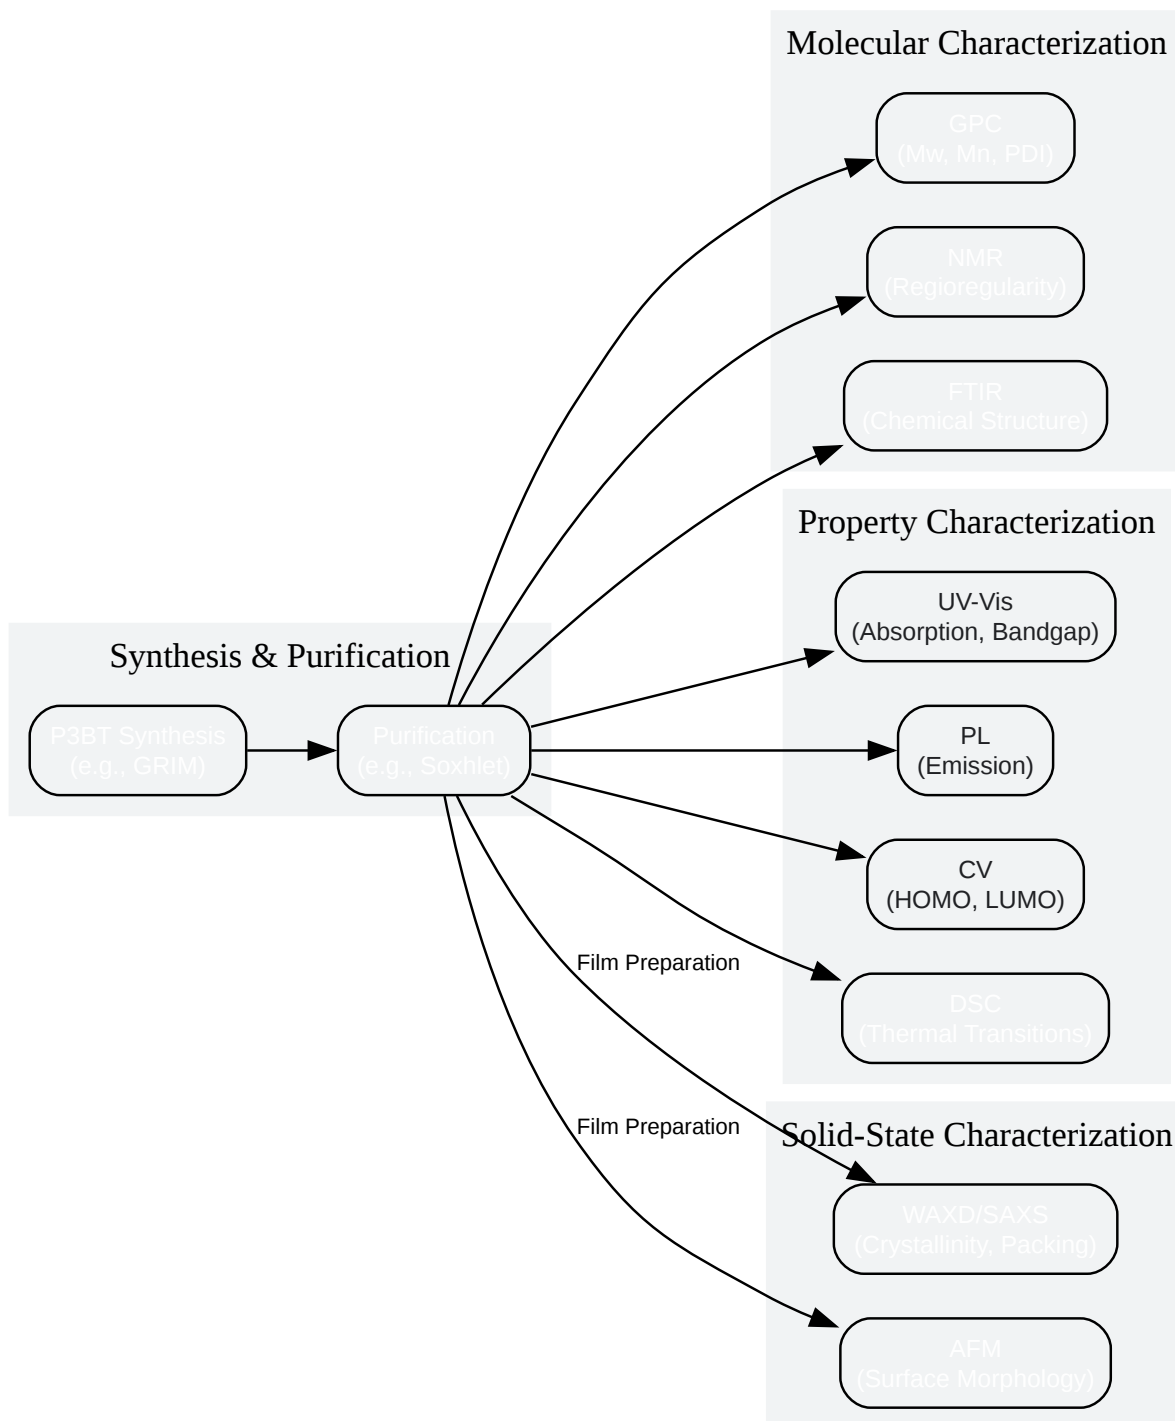 Molecular Characterization
GPC
(Mw, Mn, PDI)
NMR
(Regioregularity)
FTIR
(Chemical Structure)
Property Characterization
UV-Vis
(Absorption, Bandgap)
PL
(Emission)
CV
(HOMO, LUMO)
DSC
(Thermal Transitions)
Synthesis & Purification
P3BT Synthesis
(e.g., GRIM)
Purification
(e.g., Soxhlet)
Film Preparation
Film Preparation
Solid-State Characterization
WAXD/SAXS
(Crystallinity, Packing)
AFM
(Surface Morphology)